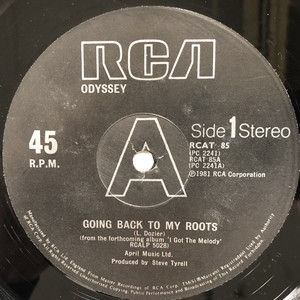 RCA
ODYSSEY
A
45
R.P.M.
Side 1 Stereo
RCAT 85
(PC 2241)
RCAT 85A
(PC 2241A)
℗1981 RCA Corporation
GOING BACK TO MY ROOTS
(L. Dozier)
(from the forthcoming album 'I Got The Melody'
RCALP 5028)
April Music Ltd.
Produced by Steve Tyrell